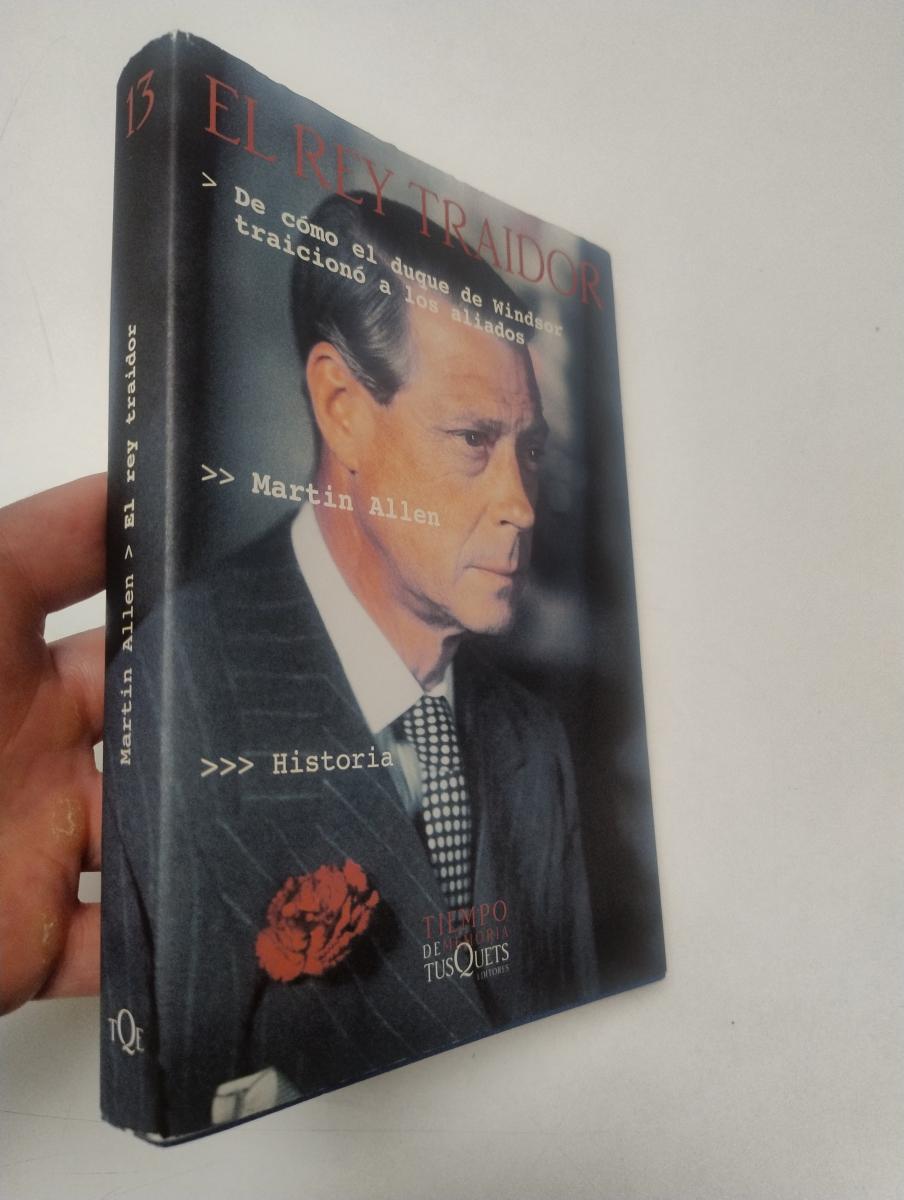 EL REY TRAIDOR
> De cómo el duque de Windsor
traicionó a los aliados
>> Martin Allen
>>> Historia
TIEMPO
DE MEMORIA
TUSQUETS
EDITORES
13
Martin Allen > El rey traidor
TQE